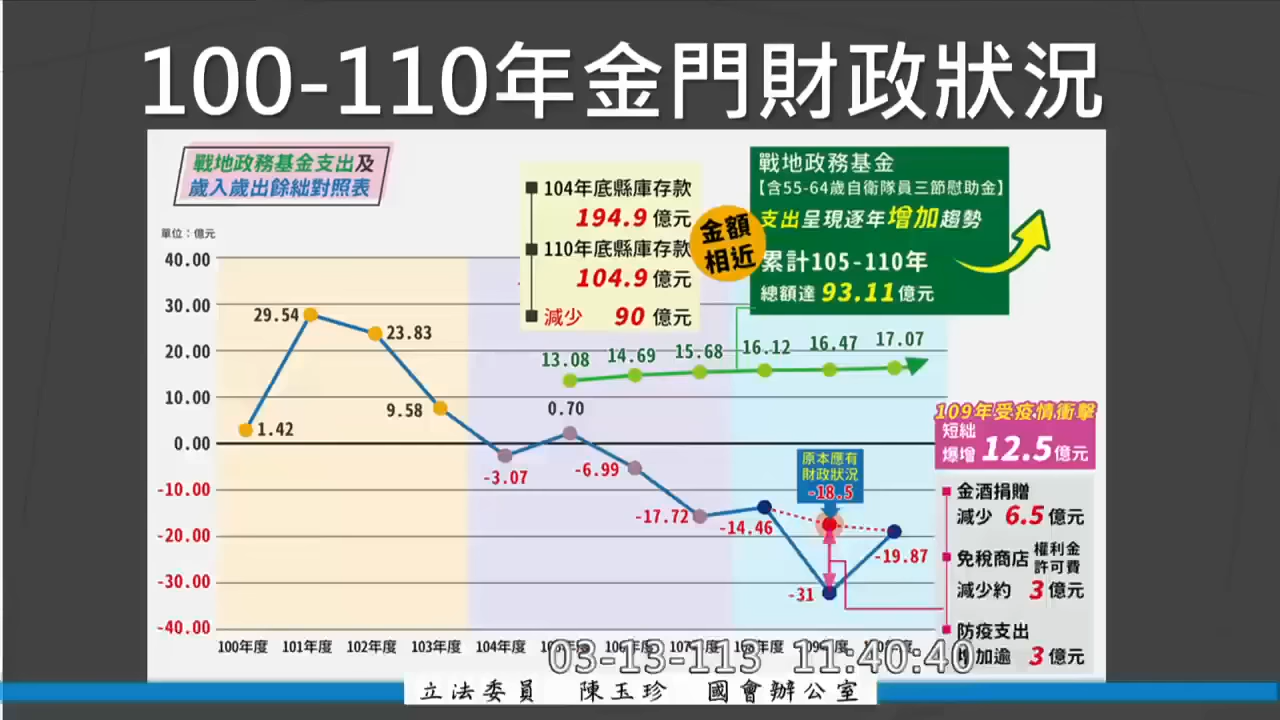 100-110年金門財政狀況
戰地政務基金支出及
歲入歲出餘絀對照表
單位：億元
104年底縣庫存款
194.9 億元
110年底縣庫存款
104.9 億元
減少 90 億元
金額
相近
戰地政務基金
【含55-64歲自衛隊員三節慰助金】
支出呈現逐年增加趨勢
累計105-110年
總額達 93.11 億元
40.00
30.00
20.00
10.00
0.00
-10.00
-20.00
-30.00
-40.00
1.42
29.54
23.83
9.58
-3.07
0.70
-6.99
-17.72
-14.46
-31
-19.87
13.08
14.69
15.68
16.12
16.47
17.07
原本應有
財政狀況
-18.5
109年受疫情衝擊
短絀
爆增 12.5 億元
金酒捐贈
減少 6.5 億元
免稅商店 權利金 許可費
減少約 3 億元
防疫支出
增加逾 3 億元
100年度 101年度 102年度 103年度 104年度
03-13-113 11:40:40
立法委員 陳玉珍 國會辦公室